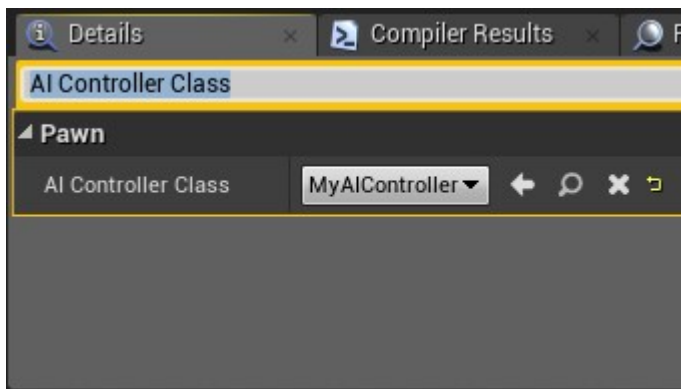 Details Compiler Results
AI Controller Class
Pawn
AI Controller Class MyAIController